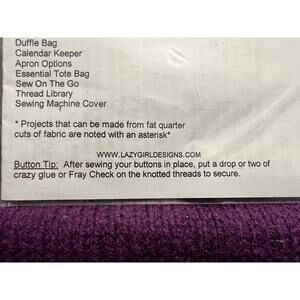 Duffle Bag
Calendar Keeper
Apron Options
Essential Tote Bag
Sew On The Go
Thread Library
Sewing Machine Cover
* Projects that can be made from fat quarter
cuts of fabric are noted with an asterisk*
WWW.LAZYGIRLDESIGNS.COM
Button Tip: After sewing your buttons in place, put a drop or two of
crazy glue or Fray Check on the knotted threads to secure.